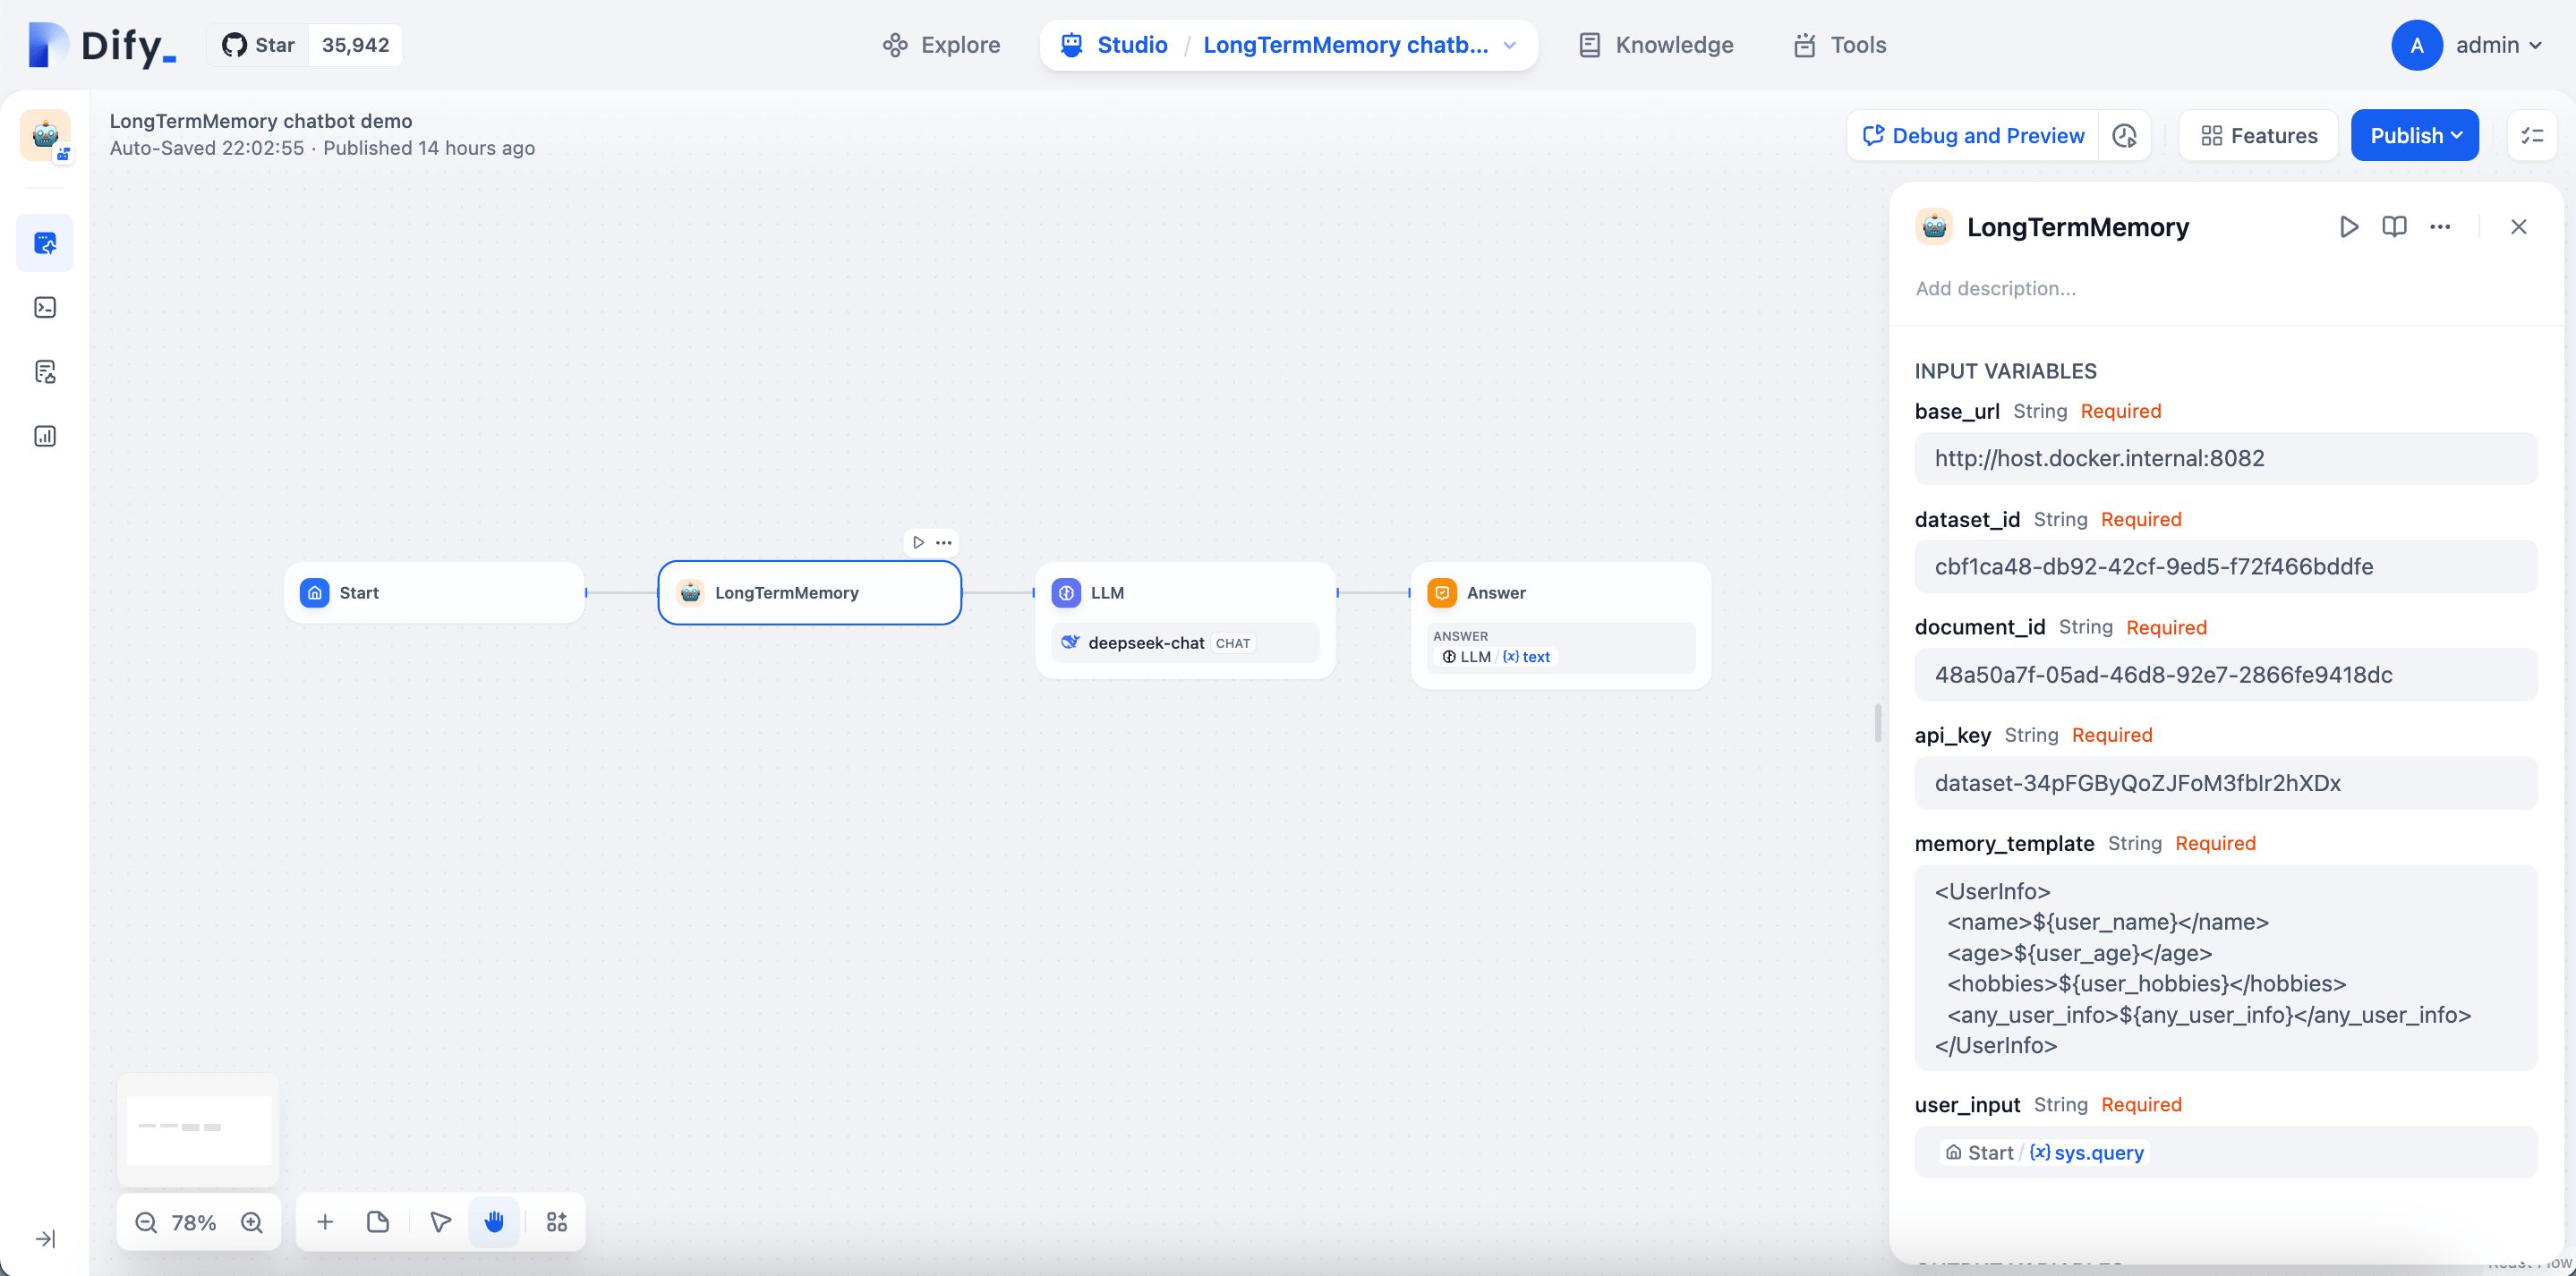 Dify_
Star 35,942
Explore
Studio / LongTermMemory chatb...
Knowledge
Tools
A admin
LongTermMemory chatbot demo
Auto-Saved 22:02:55 · Published 14 hours ago
Debug and Preview
Features
Publish
LongTermMemory
Add description...
INPUT VARIABLES
base_url String Required
http://host.docker.internal:8082
dataset_id String Required
cbf1ca48-db92-42cf-9ed5-f72f466bddfe
document_id String Required
48a50a7f-05ad-46d8-92e7-2866fe9418dc
api_key String Required
dataset-34pFGByQoZJFoM3fbIr2hXDx
memory_template String Required
<UserInfo>
<name>${user_name}</name>
<age>${user_age}</age>
<hobbies>${user_hobbies}</hobbies>
<any_user_info>${any_user_info}</any_user_info>
</UserInfo>
user_input String Required
Start / {x} sys.query
Start
LongTermMemory
LLM
deepseek-chat CHAT
Answer
ANSWER
LLM / {x} text
78%